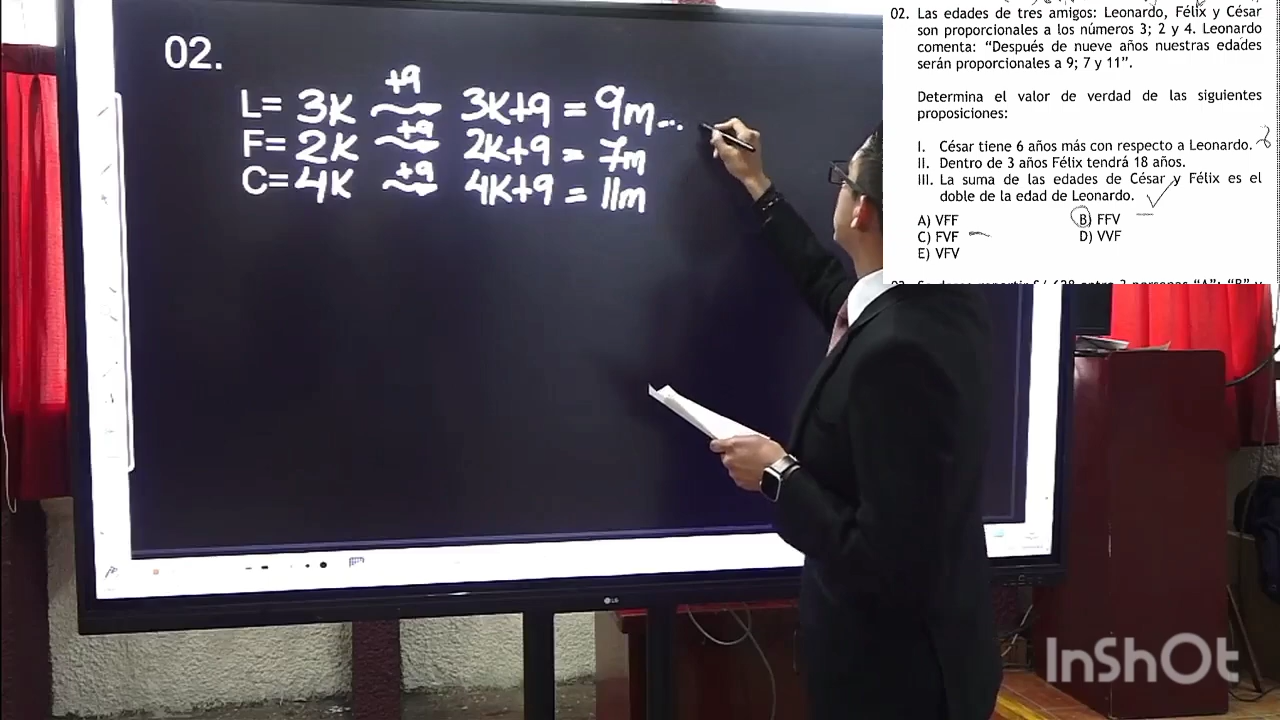 02.
+9
L= 3K 3K+9 = 9m...
+9
F= 2K 2K+9 = 7m
+9
C= 4K 4K+9 = 11m
LG
02. Las edades de tres amigos: Leonardo, Félix y César
son proporcionales a los números 3; 2 y 4. Leonardo
comenta: “Después de nueve años nuestras edades
serán proporcionales a 9; 7 y 11”.
Determina el valor de verdad de las siguientes
proposiciones:
I. César tiene 6 años más con respecto a Leonardo.
II. Dentro de 3 años Félix tendrá 18 años.
III. La suma de las edades de César y Félix es el
doble de la edad de Leonardo.
A) VFF B) FFV
C) FVF D) VVF
E) VFV
InShOt